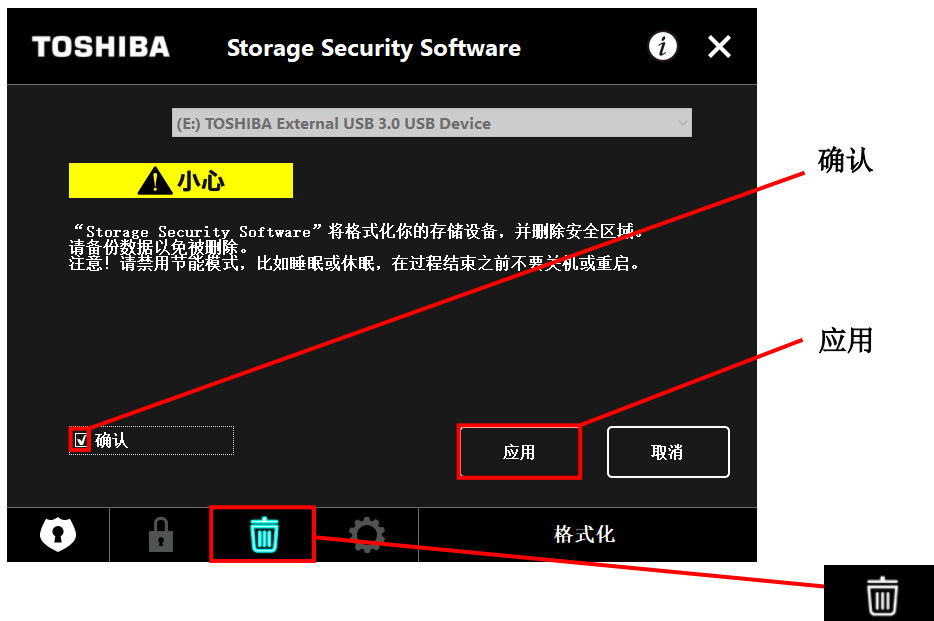 TOSHIBA Storage Security Software
(E:) TOSHIBA External USB 3.0 USB Device
确认
小心
“Storage Security Software”将格式化你的存储设备，并删除安全区域。
请备份数据以免被删除。
注意！请禁用节能模式，比如睡眠或休眠，在过程结束之前不要关机或重启。
应用
确认
应用
取消
格式化